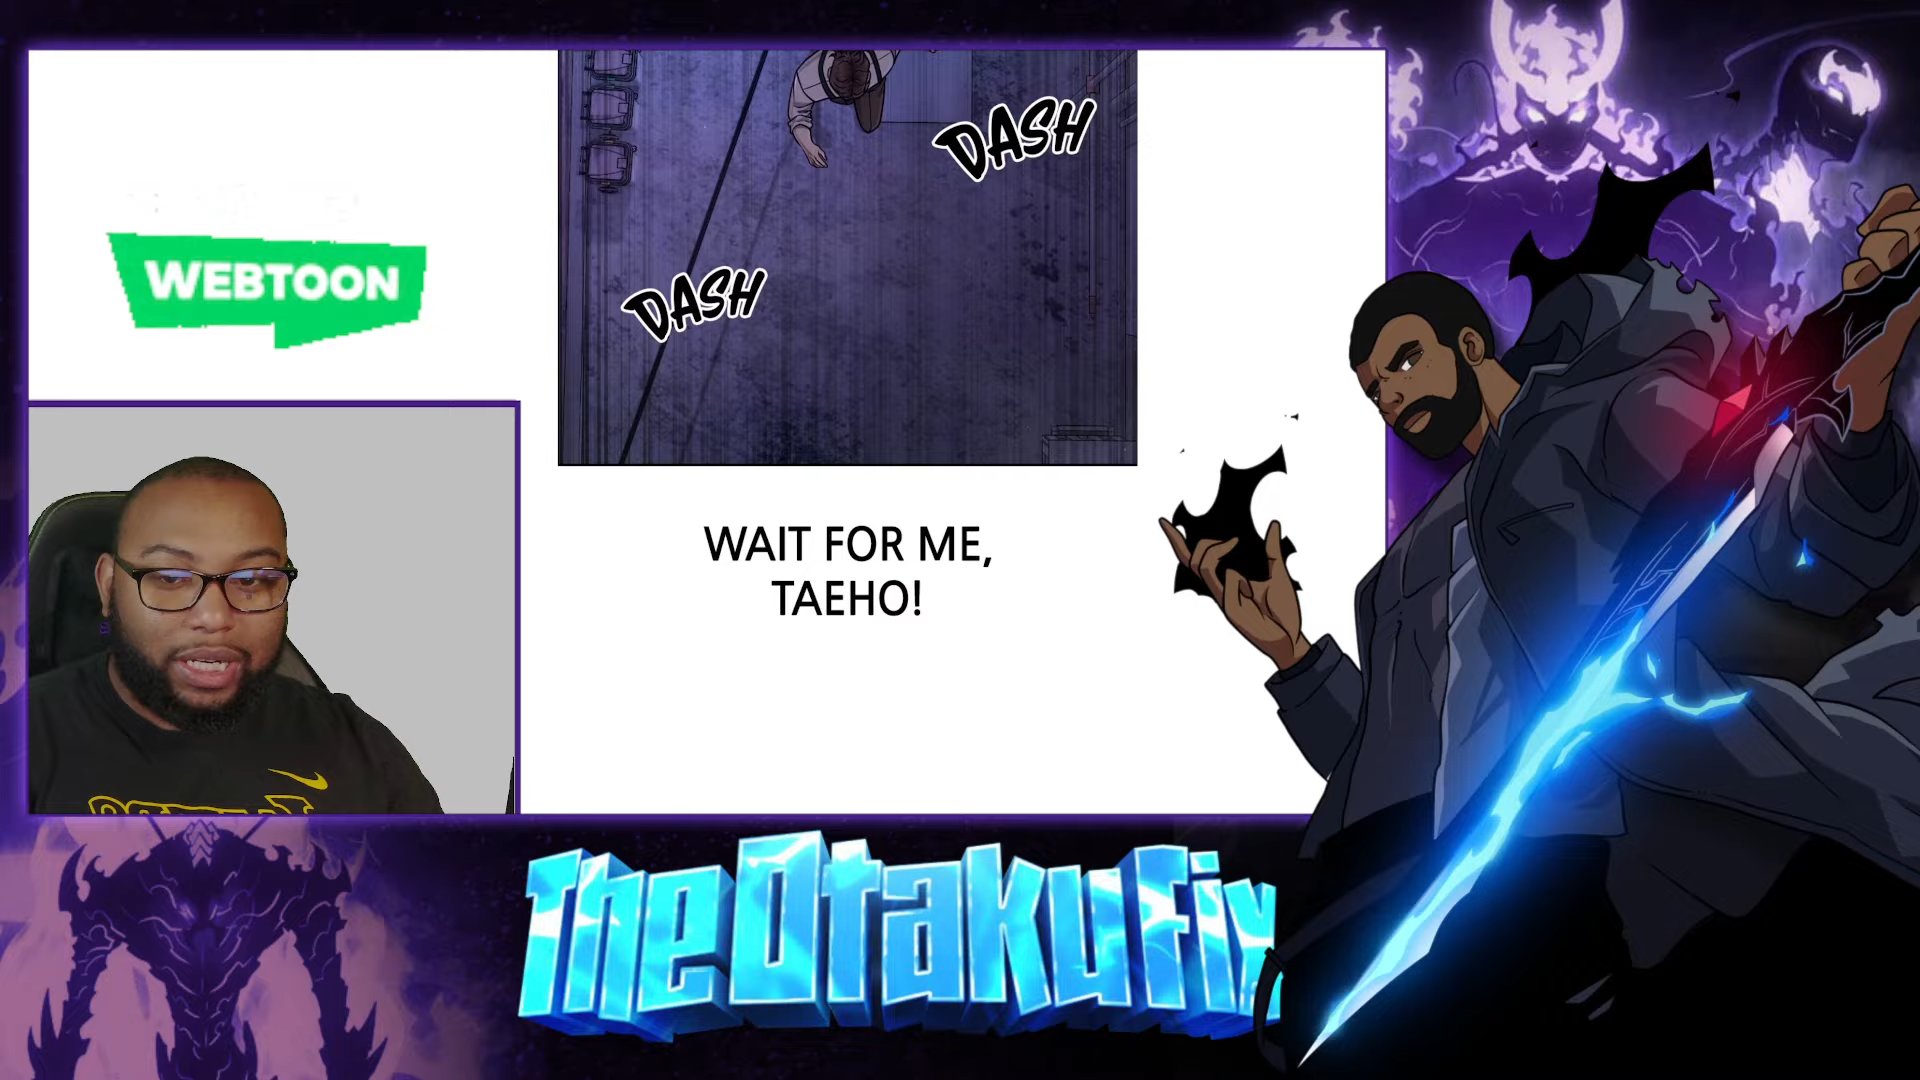 DASH
WEBTOON
DASH
WAIT FOR ME,
TAEHO!
TheOtakuFix